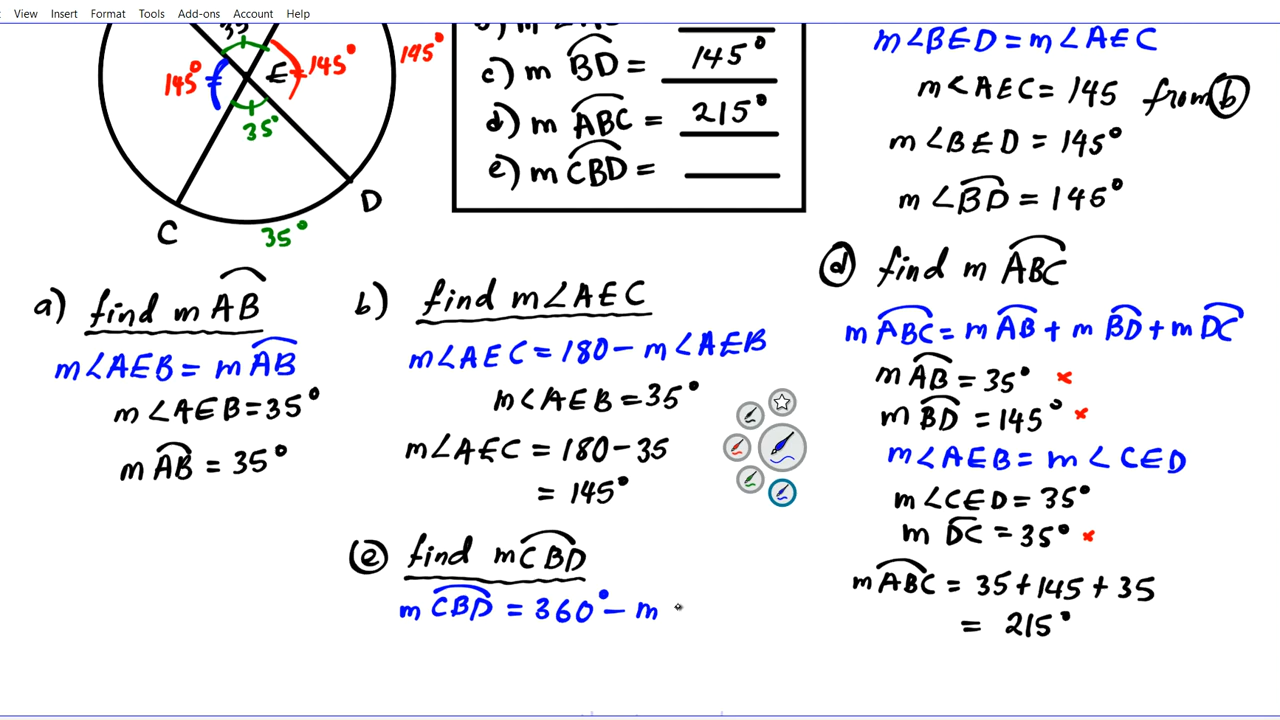 View Insert Format Tools Add-ons Account Help
35
145°
E
145°
145°
35°
C
D
35°
c) m BD = 145°
d) m ABC = 215°
e) m CBD =
m∠BED = m∠AEC
m∠AEC = 145 from b
m∠BED = 145°
m∠BD = 145°
a) find m AB
m∠AEB = m AB
m∠AEB = 35°
m AB = 35°
b) find m∠AEC
m∠AEC = 180 - m∠AEB
m∠AEB = 35°
m∠AEC = 180 - 35
= 145°
e find m CBD
m CBD = 360° - m
d find m ABC
m ABC = m AB + m BD + m DC
m AB = 35° ×
m BD = 145° ×
m∠AEB = m∠CED
m∠CED = 35°
m DC = 35° ×
m ABC = 35 + 145 + 35
= 215°